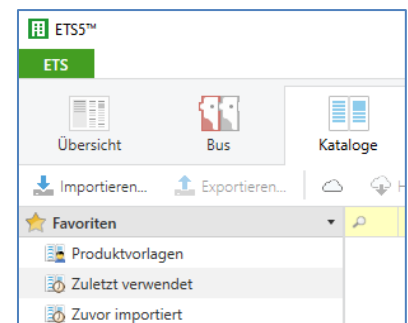 ETS5™
ETS
Übersicht Bus Kataloge
Importieren... Exportieren... H
Favoriten
Produktvorlagen
Zuletzt verwendet
Zuvor importiert